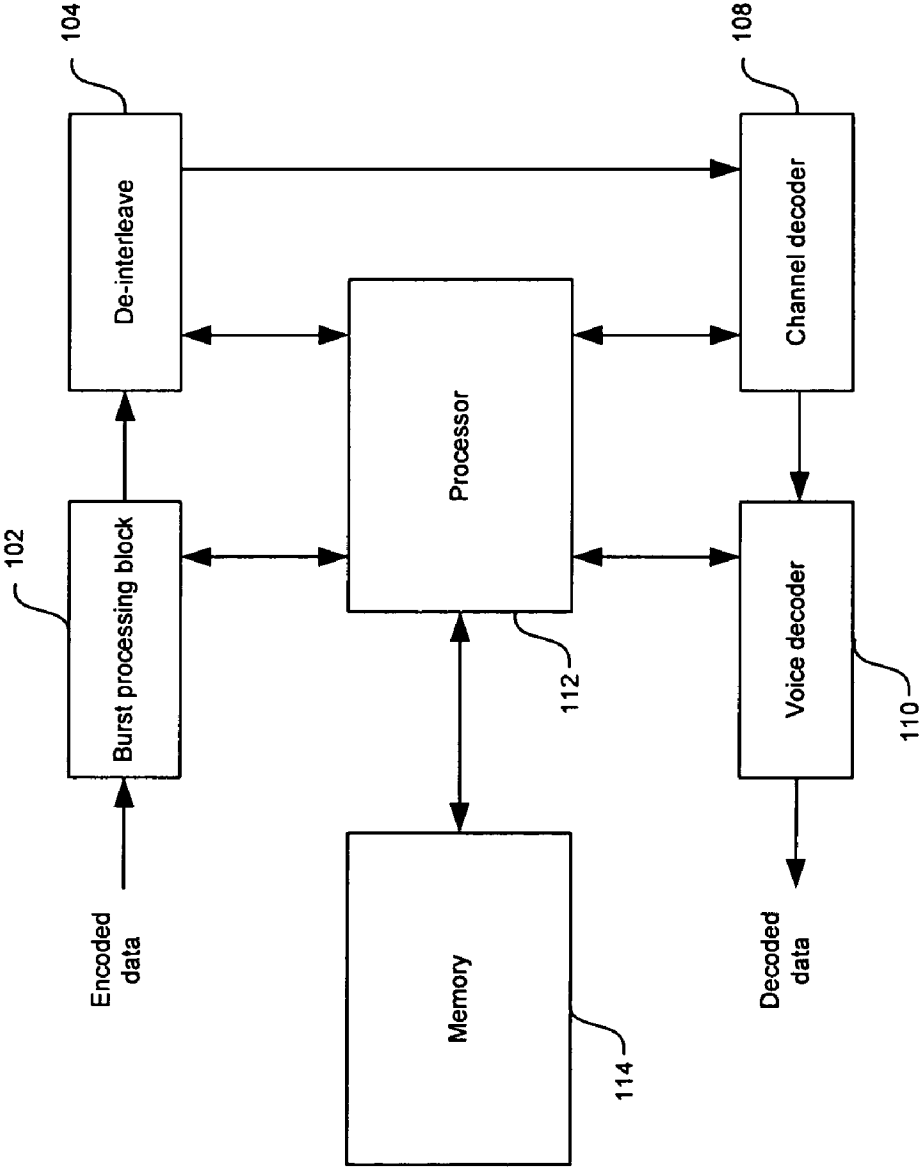 Encoded
data
Burst processing block
102
De-interleave
104
Memory
114
Processor
112
Decoded
data
Voice decoder
110
Channel decoder
108